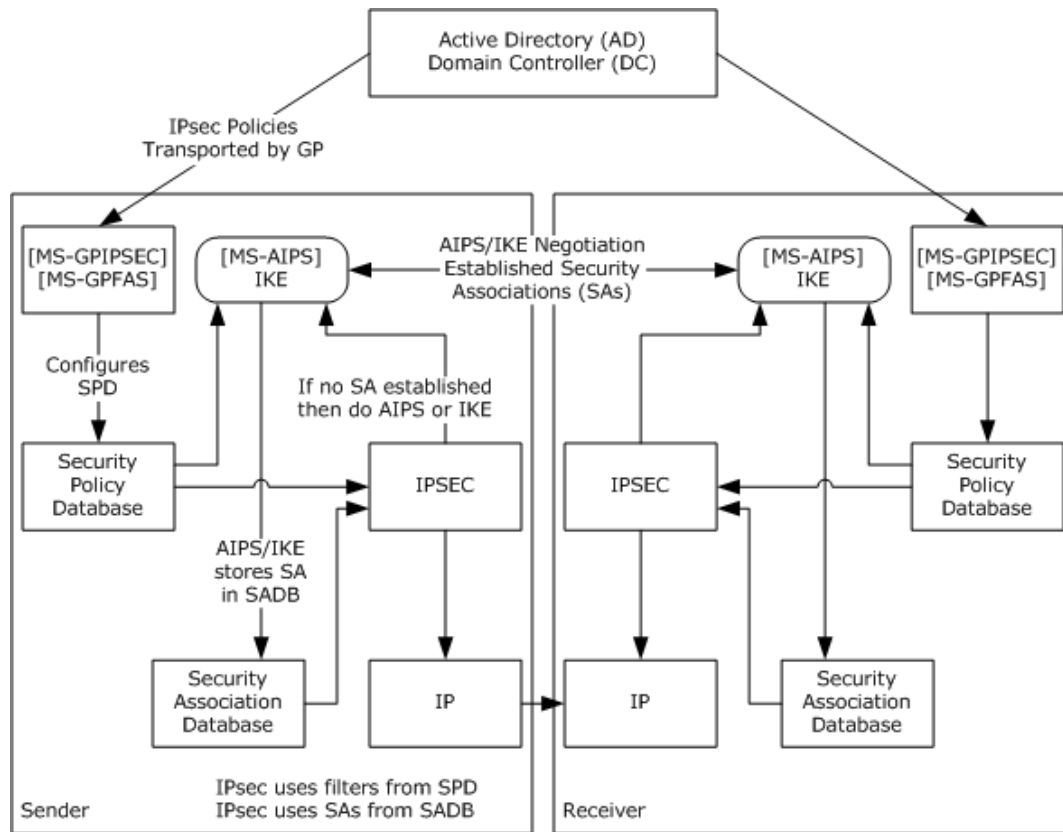 Active Directory (AD)
Domain Controller (DC)
IPsec Policies
Transported by GP
[MS-GPIPSEC]
[MS-GPFAS]
[MS-AIPS]
IKE
AIPS/IKE Negotiation
Established Security
Associations (SAs)
[MS-AIPS]
IKE
[MS-GPIPSEC]
[MS-GPFAS]
Configures
SPD
If no SA established
then do AIPS or IKE
Security
Policy
Database
IPSEC
IPSEC
Security
Policy
Database
AIPS/IKE
stores SA
in SADB
Security
Association
Database
IP
IP
Security
Association
Database
IPsec uses filters from SPD
IPsec uses SAs from SADB
Sender
Receiver